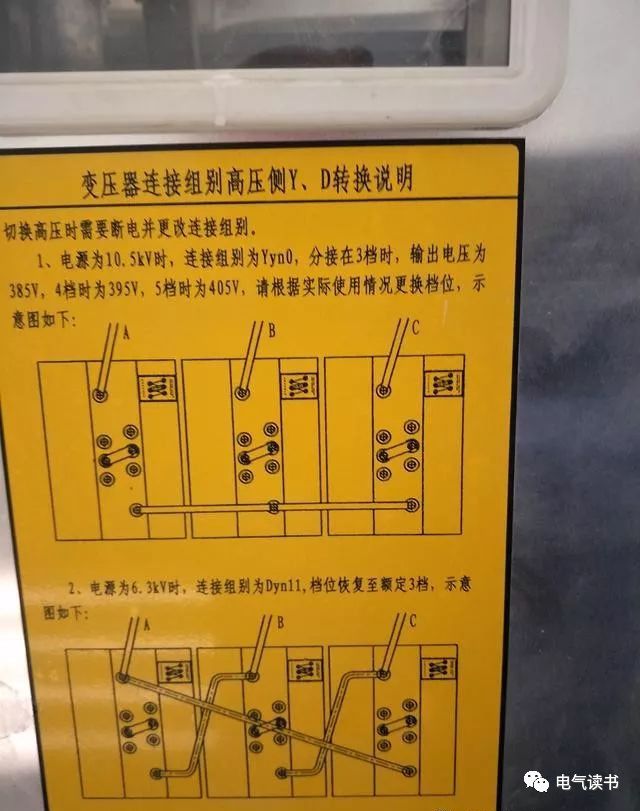 变压器连接组别高压侧Y、D转换说明
切换高压时需要断电并更改连接组别。
1、电源为10.5kV时，连接组别为Yyn0，分接在3档时，输出电压为
385V，4档时为395V，5档时为405V，请根据实际使用情况更换档位，示
意图如下：
A B C
2、电源为6.3kV时，连接组别为Dyn11,档位恢复至额定3档，示意
图如下：
A B C
电气读书